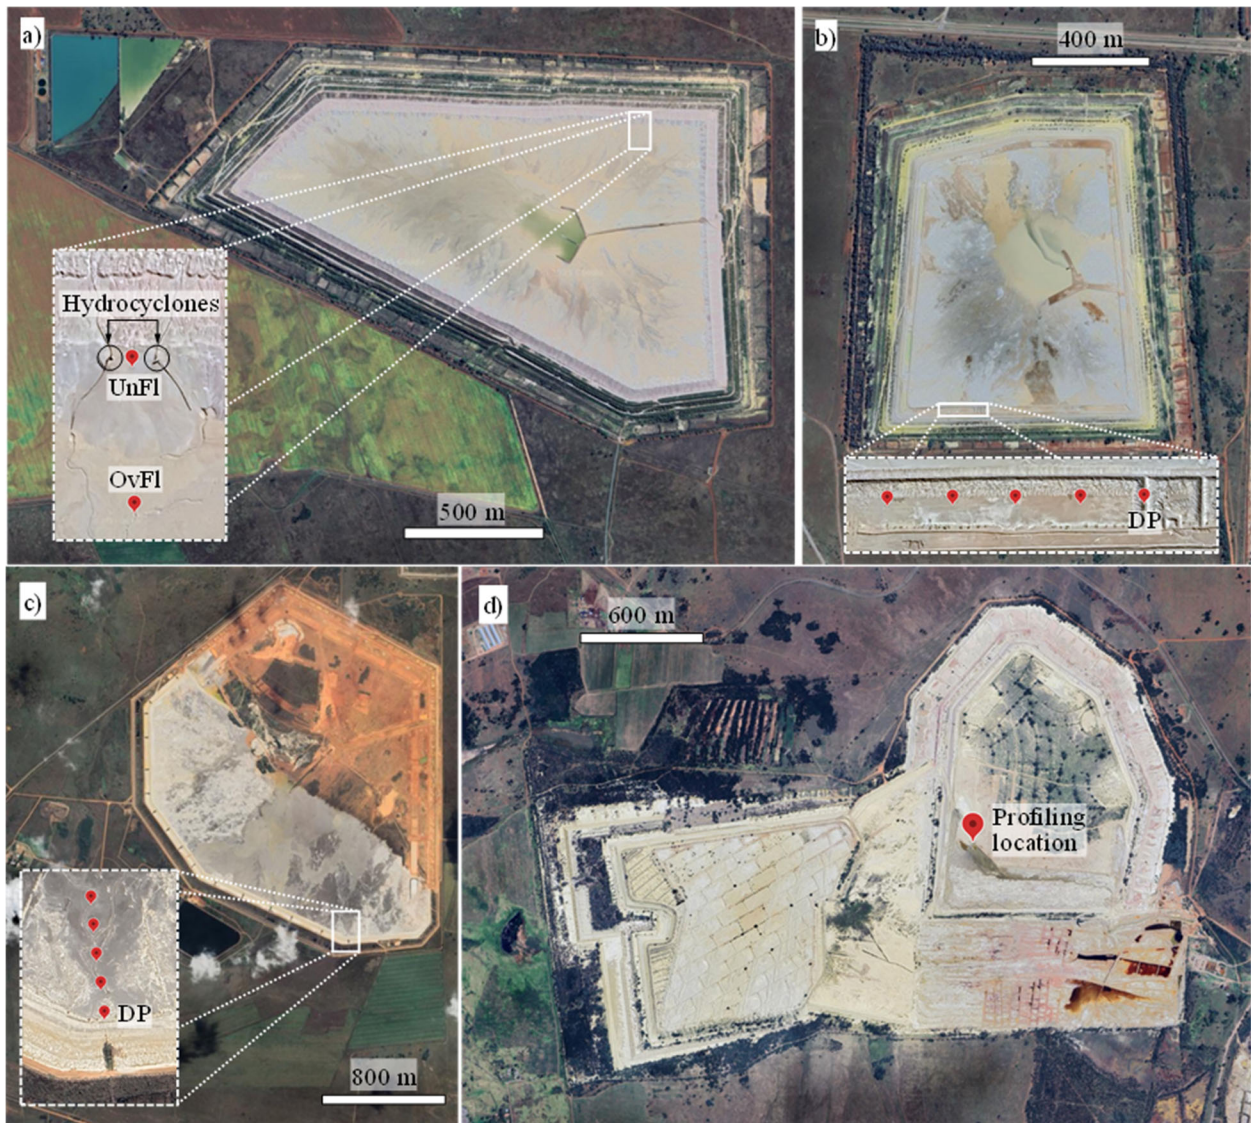 a)
Hydrocyclones
UnFl
OvFl
500 m
b)
400 m
DP
c)
DP
800 m
d)
600 m
Profiling
location